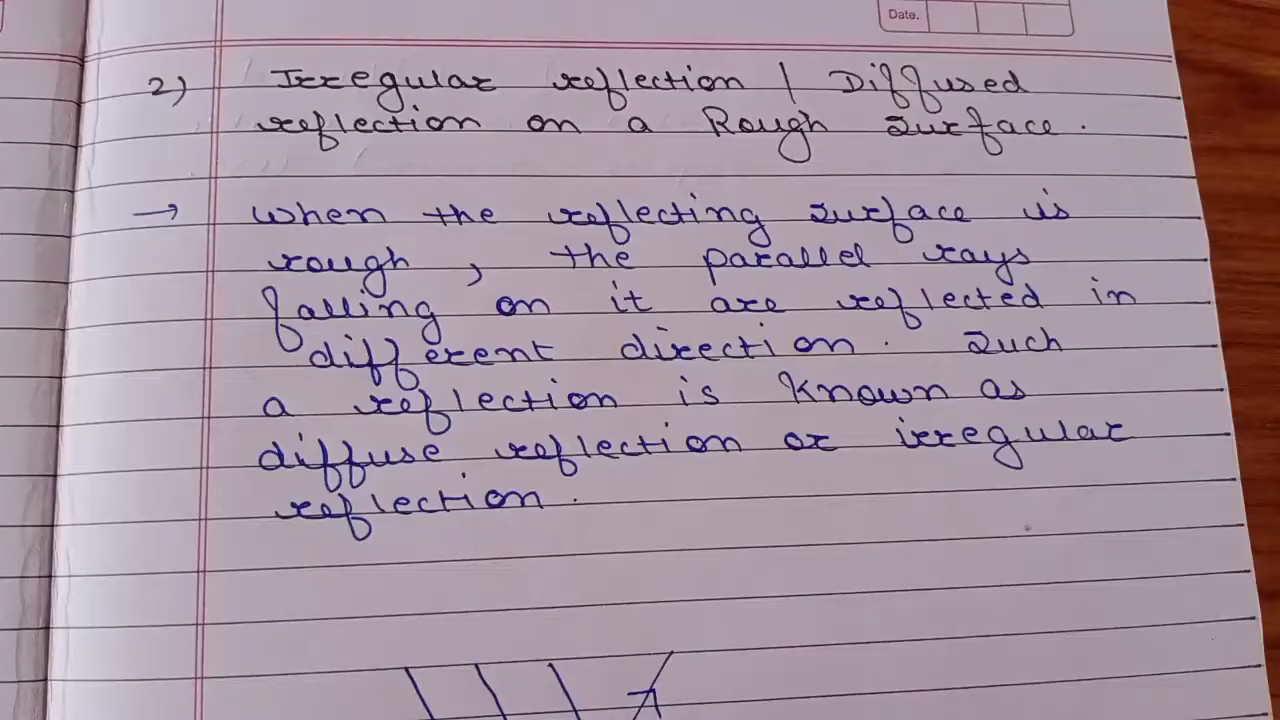 Date.
2) Irregular reflection | Diffused
reflection on a Rough surface.
→ when the reflecting surface is
rough, the parallel rays
falling on it are reflected in
different direction. Such
a reflection is known as
diffuse reflection or irregular
reflection.